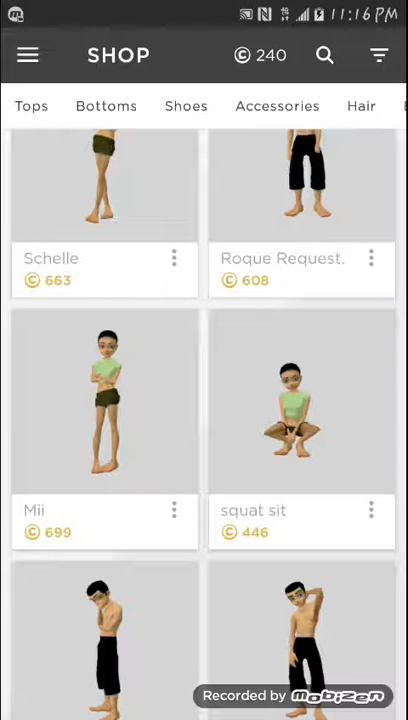 11:16 PM
SHOP
© 240
Tops Bottoms Shoes Accessories Hair
Schelle
© 663
Roque Request.
© 608
Mii
© 699
squat sit
© 446
Recorded by mobizen